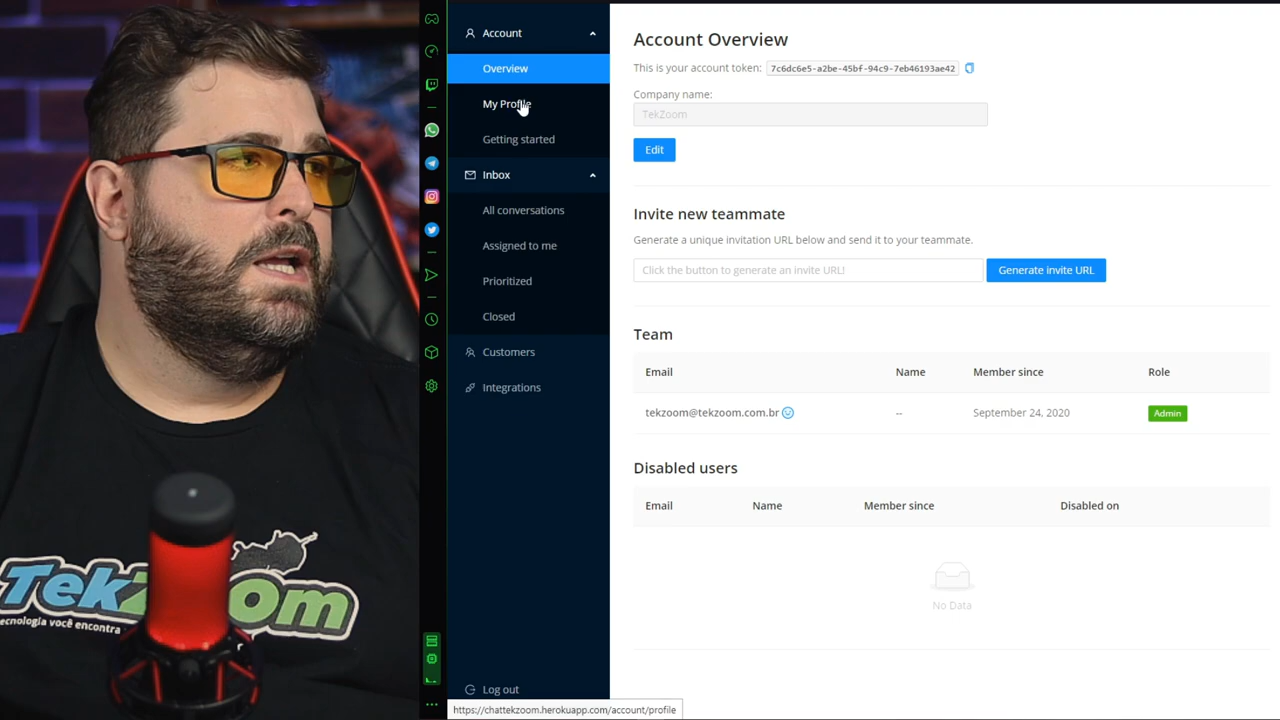 Account
Overview
My Profile
Getting started
Inbox
All conversations
Assigned to me
Prioritized
Closed
Customers
Integrations
Log out
https://chattekzoom.herokuapp.com/account/profile
Account Overview
This is your account token: 7c6dc6e5-a2be-45bf-94c9-7eb46193ae42
Company name:
TekZoom
Edit
Invite new teammate
Generate a unique invitation URL below and send it to your teammate.
Click the button to generate an invite URL! Generate invite URL
Team
Email Name Member since Role
tekzoom@tekzoom.com.br -- September 24, 2020 Admin
Disabled users
Email Name Member since Disabled on
No Data
TekZoom
ecnologia você encontra